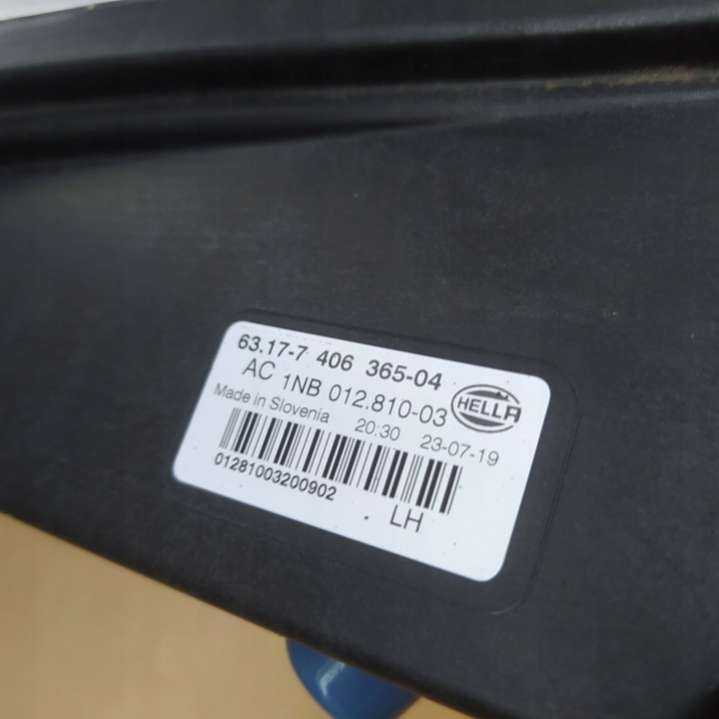 63.17-7 406 365-04
AC 1NB 012.810-03
HELLA
Made in Slovenia 20:30 23-07-19
01281003200902
LH